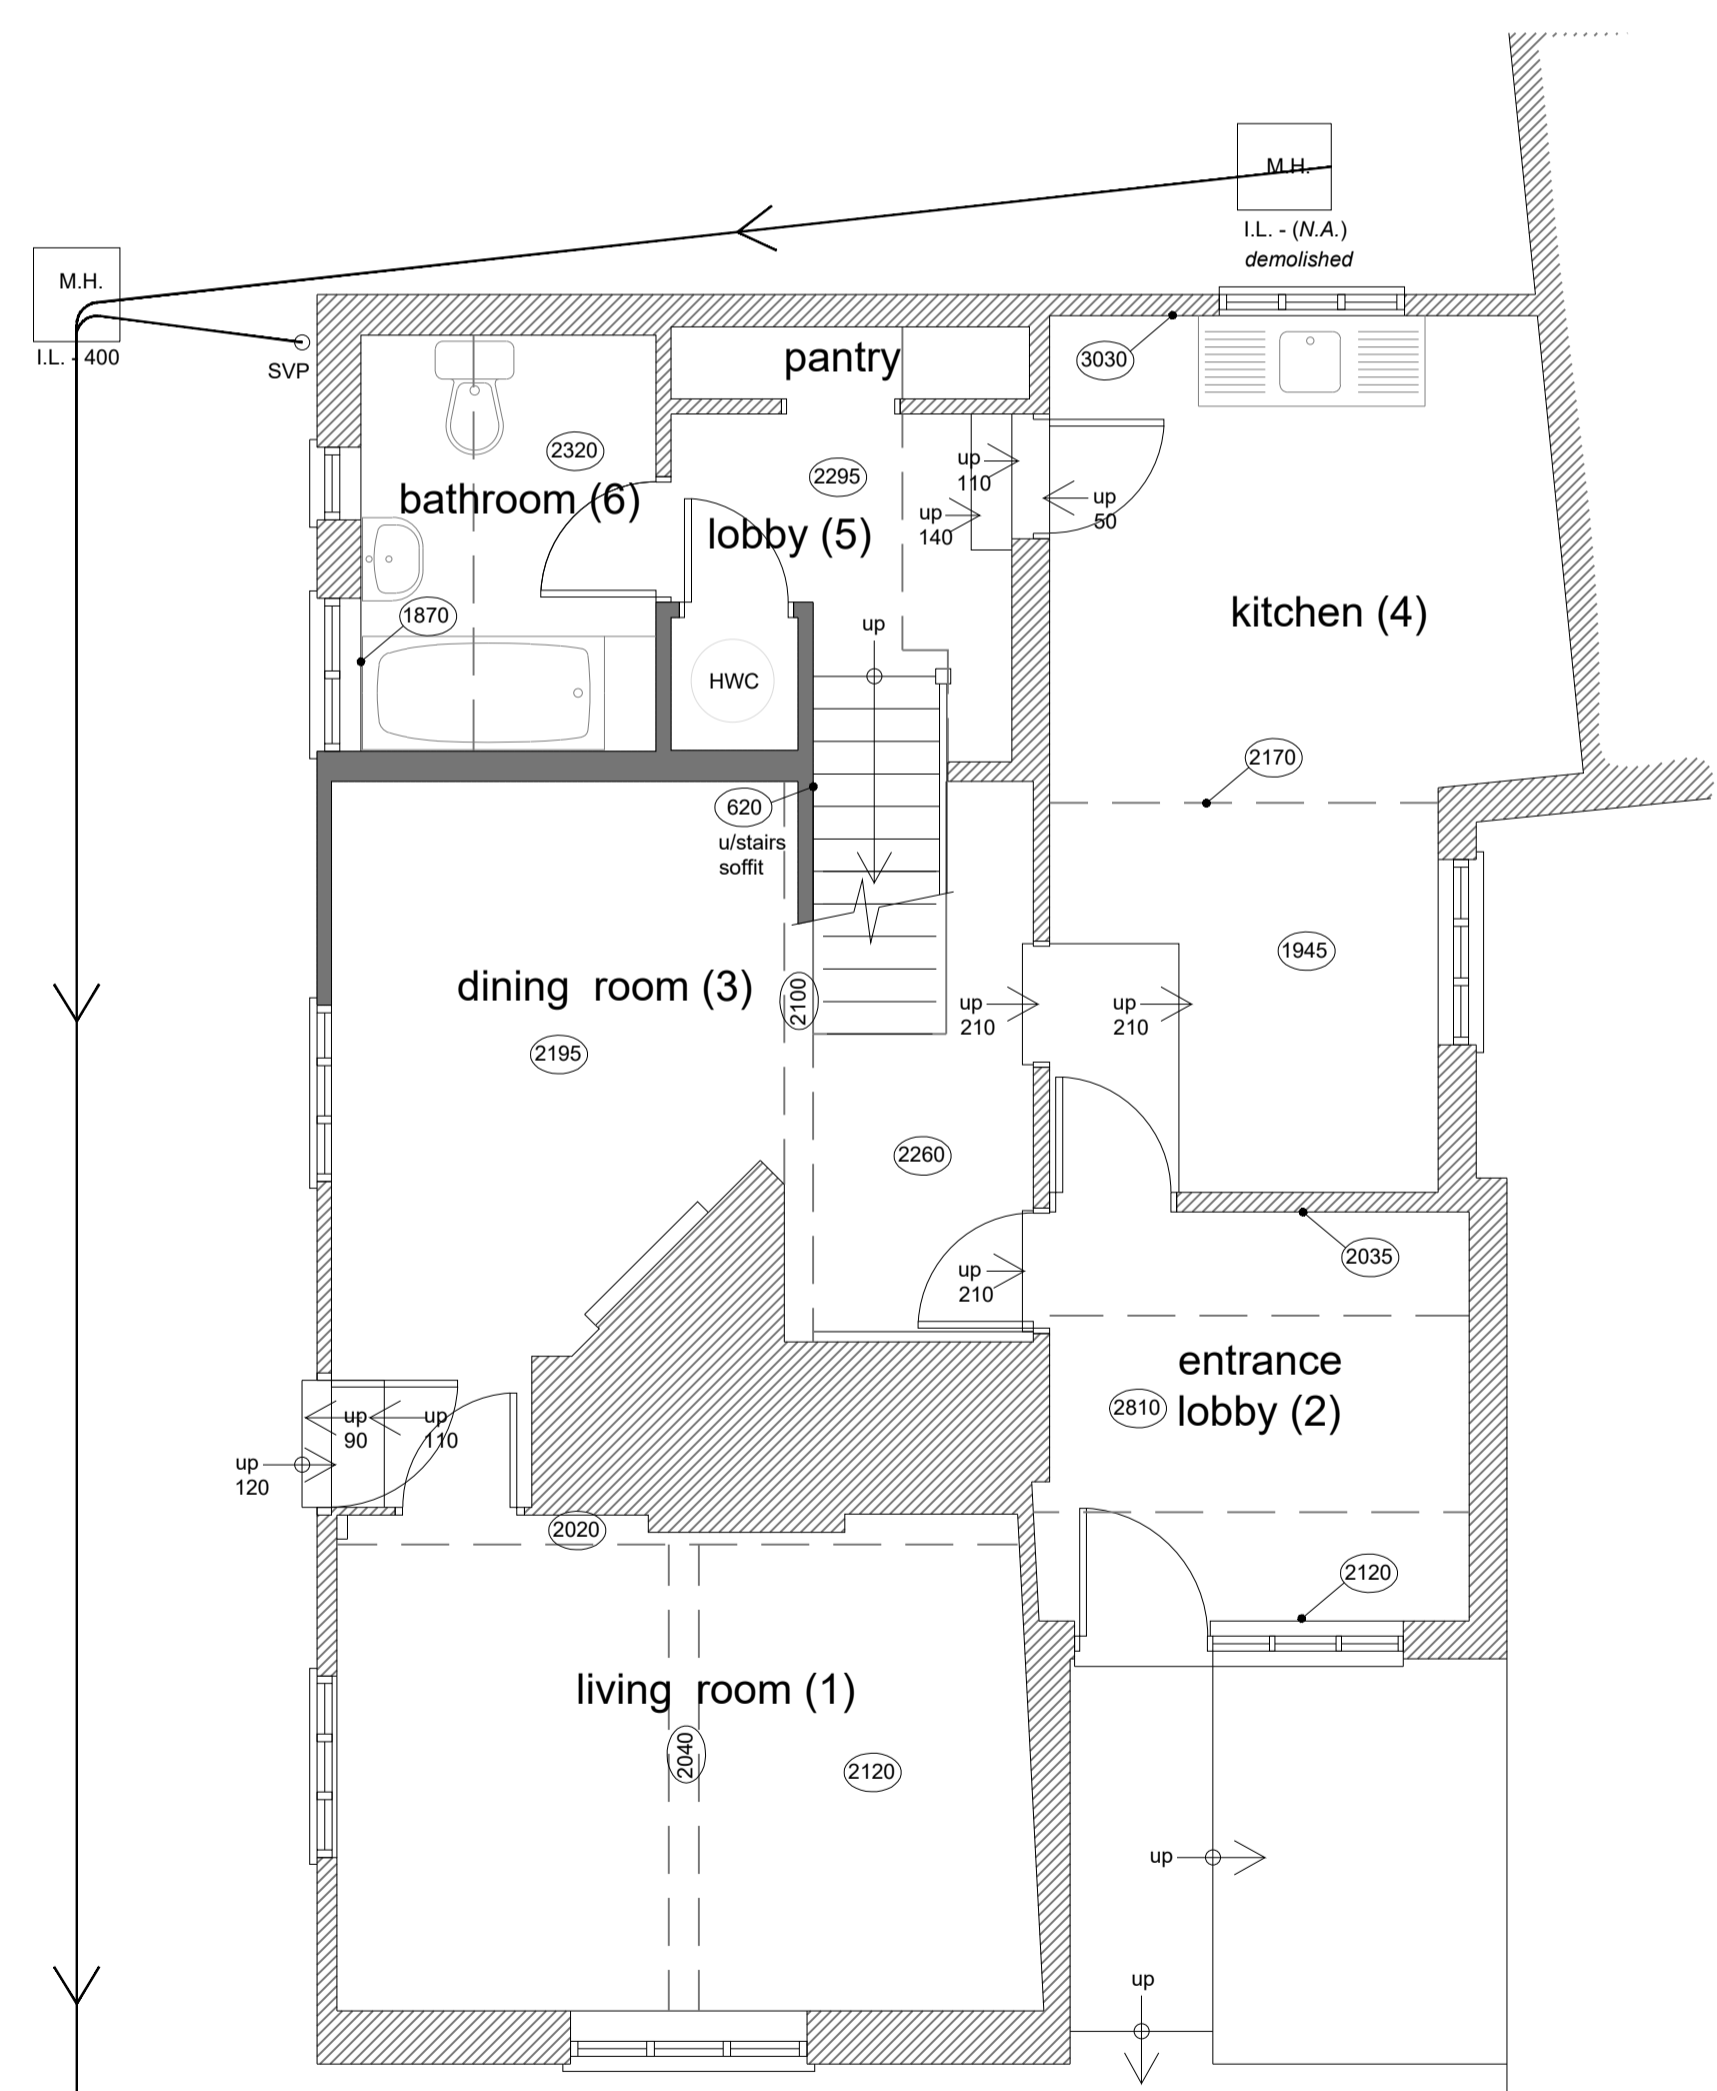 M.H.
I.L. - (N.A.)
demolished
M.H.
I.L. - 400
SVP
pantry
3030
2320
2295
up
110
bathroom (6)
up
50
lobby (5)
up
140
kitchen (4)
1870
up
HWC
2170
620
u/stairs
soffit
1945
dining room (3)
2100
up
210
up
210
2195
2260
2035
up
210
entrance
lobby (2)
2810
up
90
up
110
up
120
2020
2120
living room (1)
2040
2120
up
up